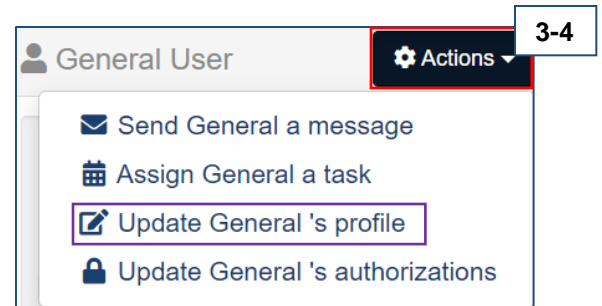 3-4
General User
Actions
Send General a message
Assign General a task
Update General 's profile
Update General 's authorizations